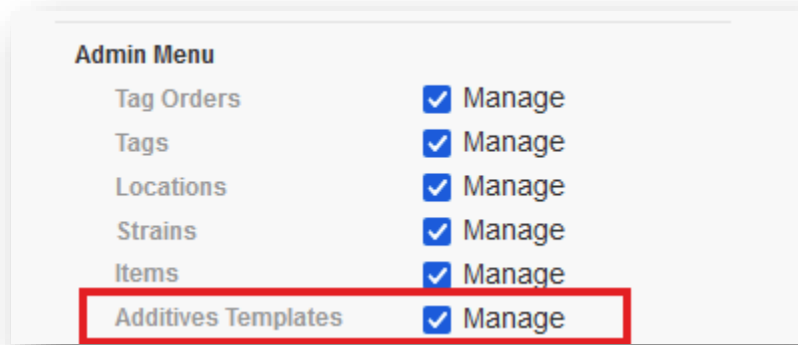 Admin Menu
Tag Orders Manage
Tags Manage
Locations Manage
Strains Manage
Items Manage
Additives Templates Manage